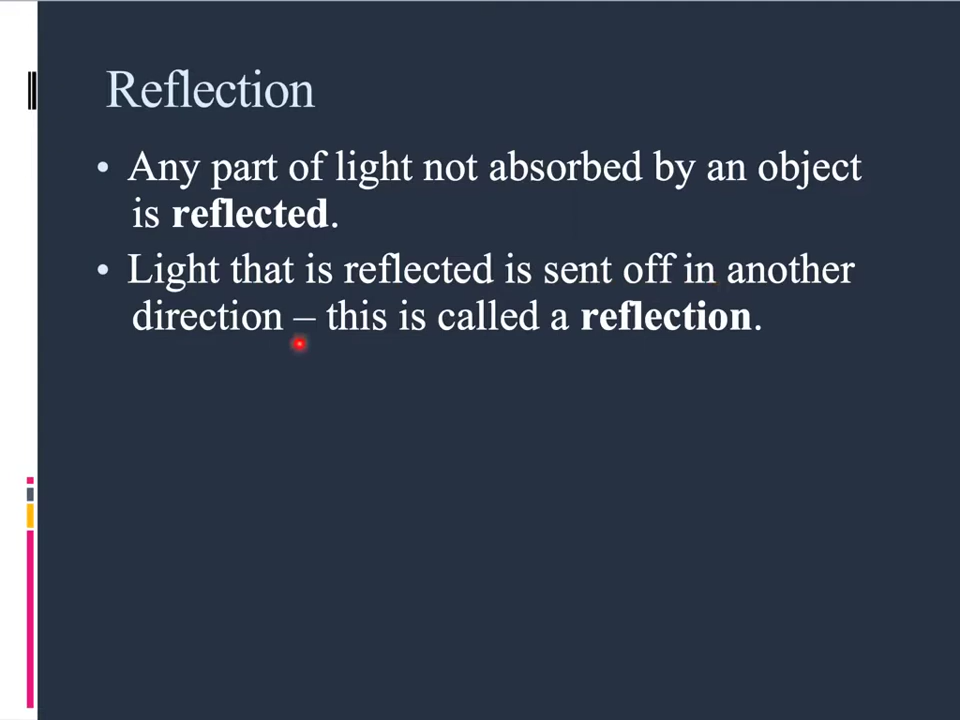 Reflection
• Any part of light not absorbed by an object
is reflected.
• Light that is reflected is sent off in another
direction – this is called a reflection.